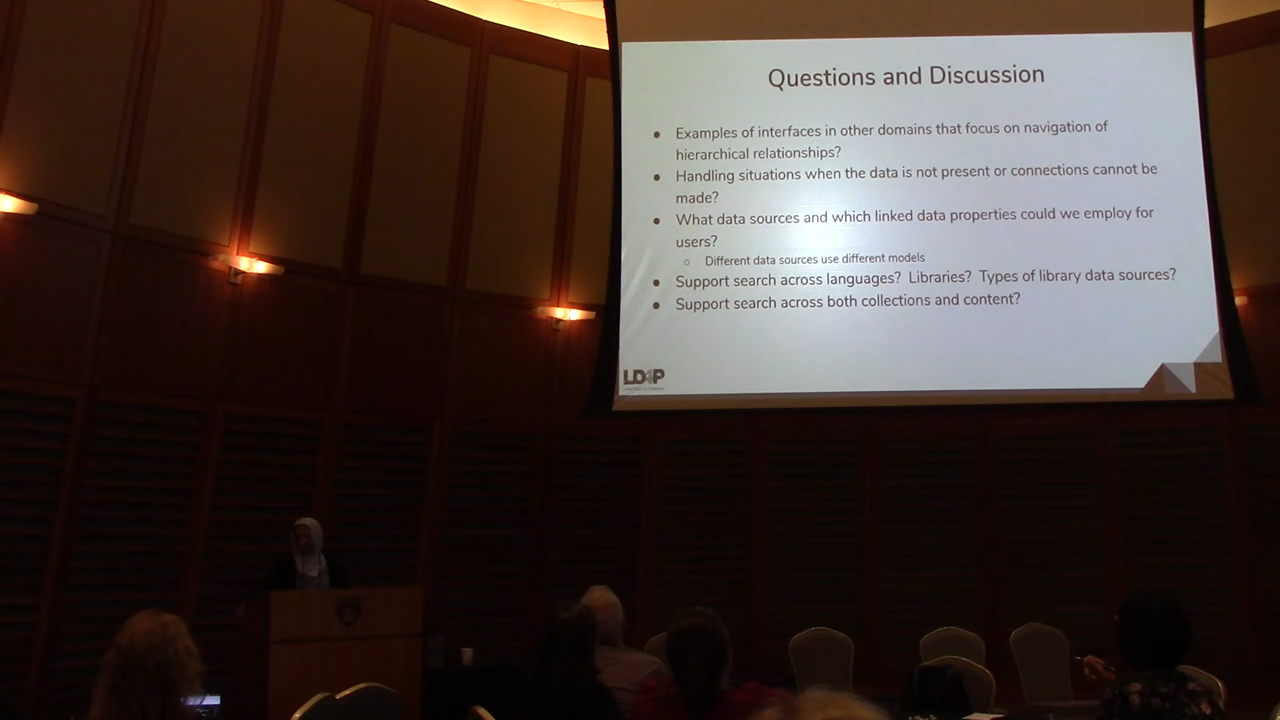 Questions and Discussion
● Examples of interfaces in other domains that focus on navigation of
hierarchical relationships?
● Handling situations when the data is not present or connections cannot be
made?
● What data sources and which linked data properties could we employ for
users?
○ Different data sources use different models
● Support search across languages? Libraries? Types of library data sources?
● Support search across both collections and content?
LD4P